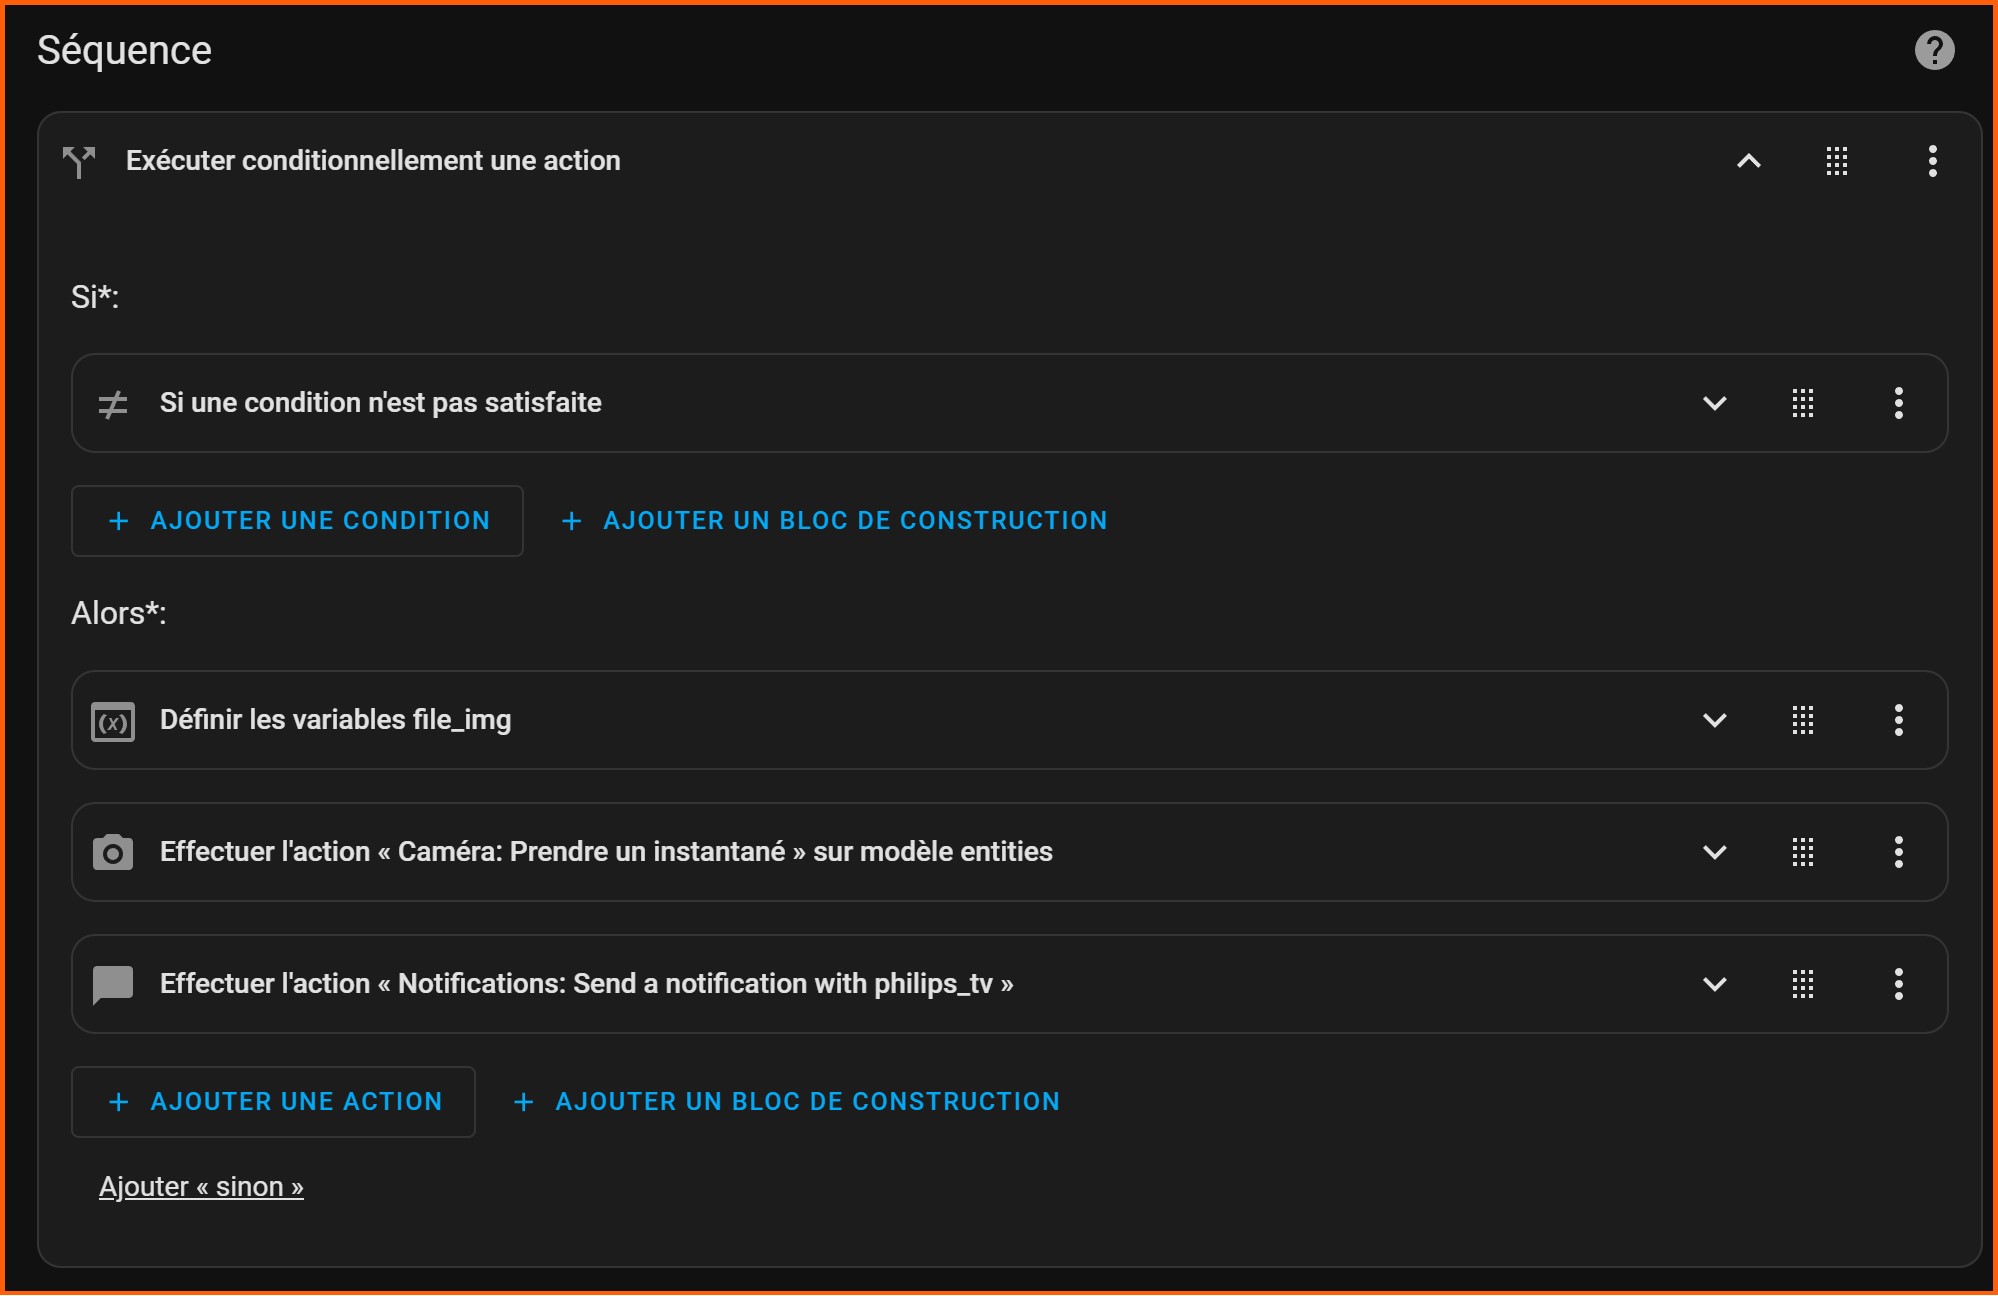 Séquence
Exécuter conditionnellement une action
Si*:
Si une condition n'est pas satisfaite
+ AJOUTER UNE CONDITION + AJOUTER UN BLOC DE CONSTRUCTION
Alors*:
(x) Définir les variables file_img
Effectuer l'action « Caméra: Prendre un instantané » sur modèle entities
Effectuer l'action « Notifications: Send a notification with philips_tv »
+ AJOUTER UNE ACTION + AJOUTER UN BLOC DE CONSTRUCTION
Ajouter « sinon »